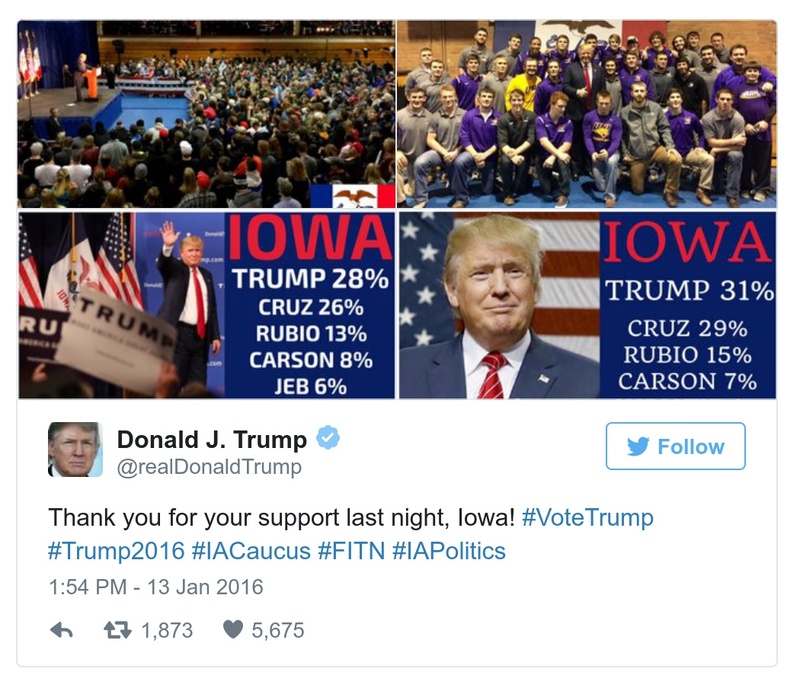 IOWA
TRUMP 28%
CRUZ 26%
RUBIO 13%
CARSON 8%
JEB 6%
TRUMP
IOWA
TRUMP 31%
CRUZ 29%
RUBIO 15%
CARSON 7%
Donald J. Trump
@realDonaldTrump
Follow
Thank you for your support last night, Iowa! #VoteTrump
#Trump2016 #IACaucus #FITN #IAPolitics
1:54 PM - 13 Jan 2016
1,873 5,675